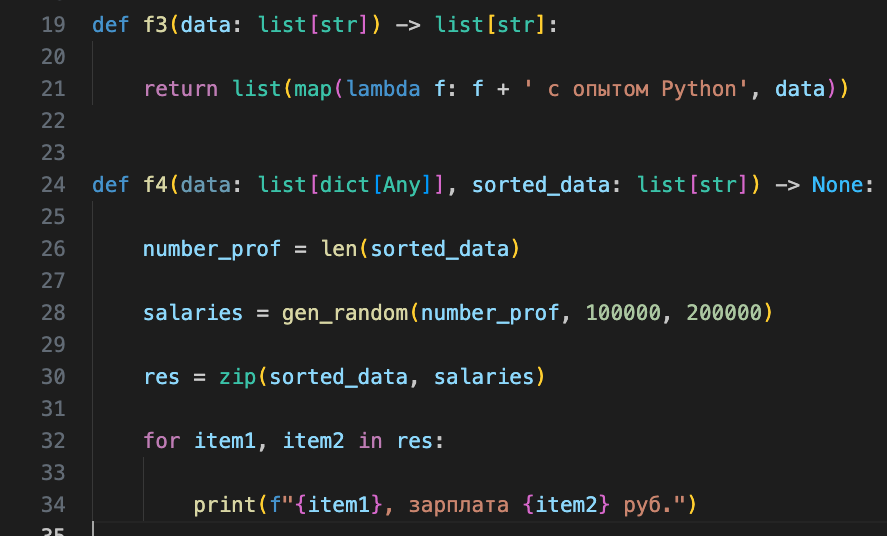 19 def f3(data: list[str]) -> list[str]:
20
21 return list(map(lambda f: f + ' с опытом Python', data))
22
23
24 def f4(data: list[dict[Any]], sorted_data: list[str]) -> None:
25
26 number_prof = len(sorted_data)
27
28 salaries = gen_random(number_prof, 100000, 200000)
29
30 res = zip(sorted_data, salaries)
31
32 for item1, item2 in res:
33
34 print(f"{item1}, зарплата {item2} руб.")
35